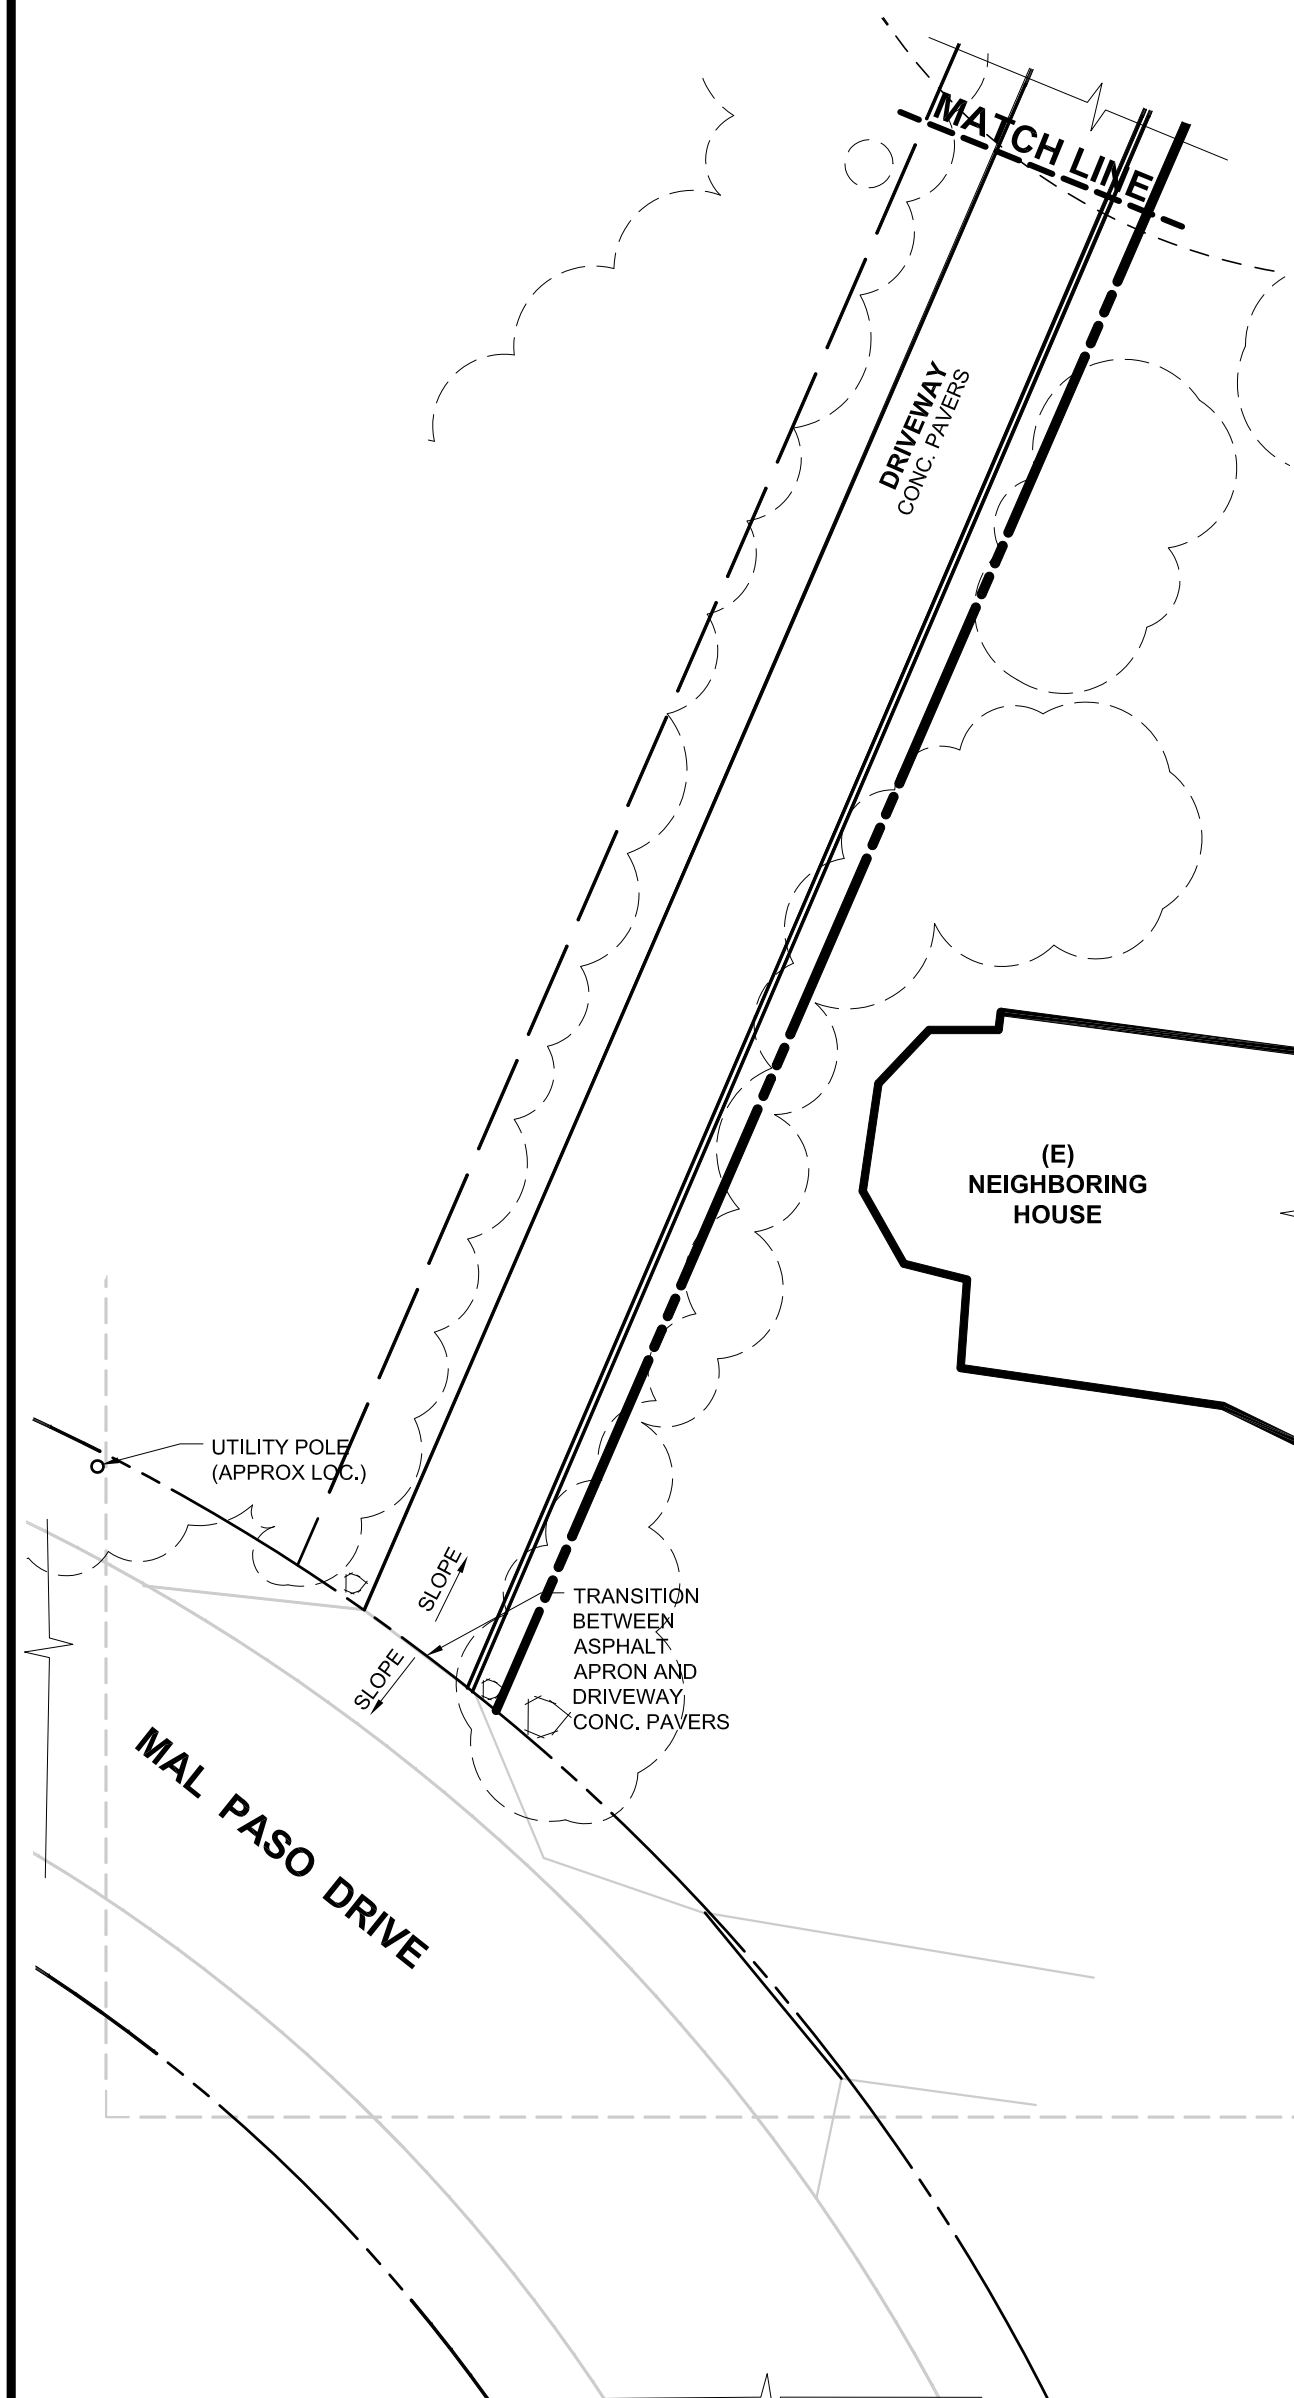 MATCH LINE
DRIVEWAY
CONC. PAVERS
(E)
NEIGHBORING
HOUSE
UTILITY POLE
(APPROX LOC.)
SLOPE
SLOPE
TRANSITION
BETWEEN
ASPHALT
APRON AND
DRIVEWAY
CONC. PAVERS
MAL PASO DRIVE